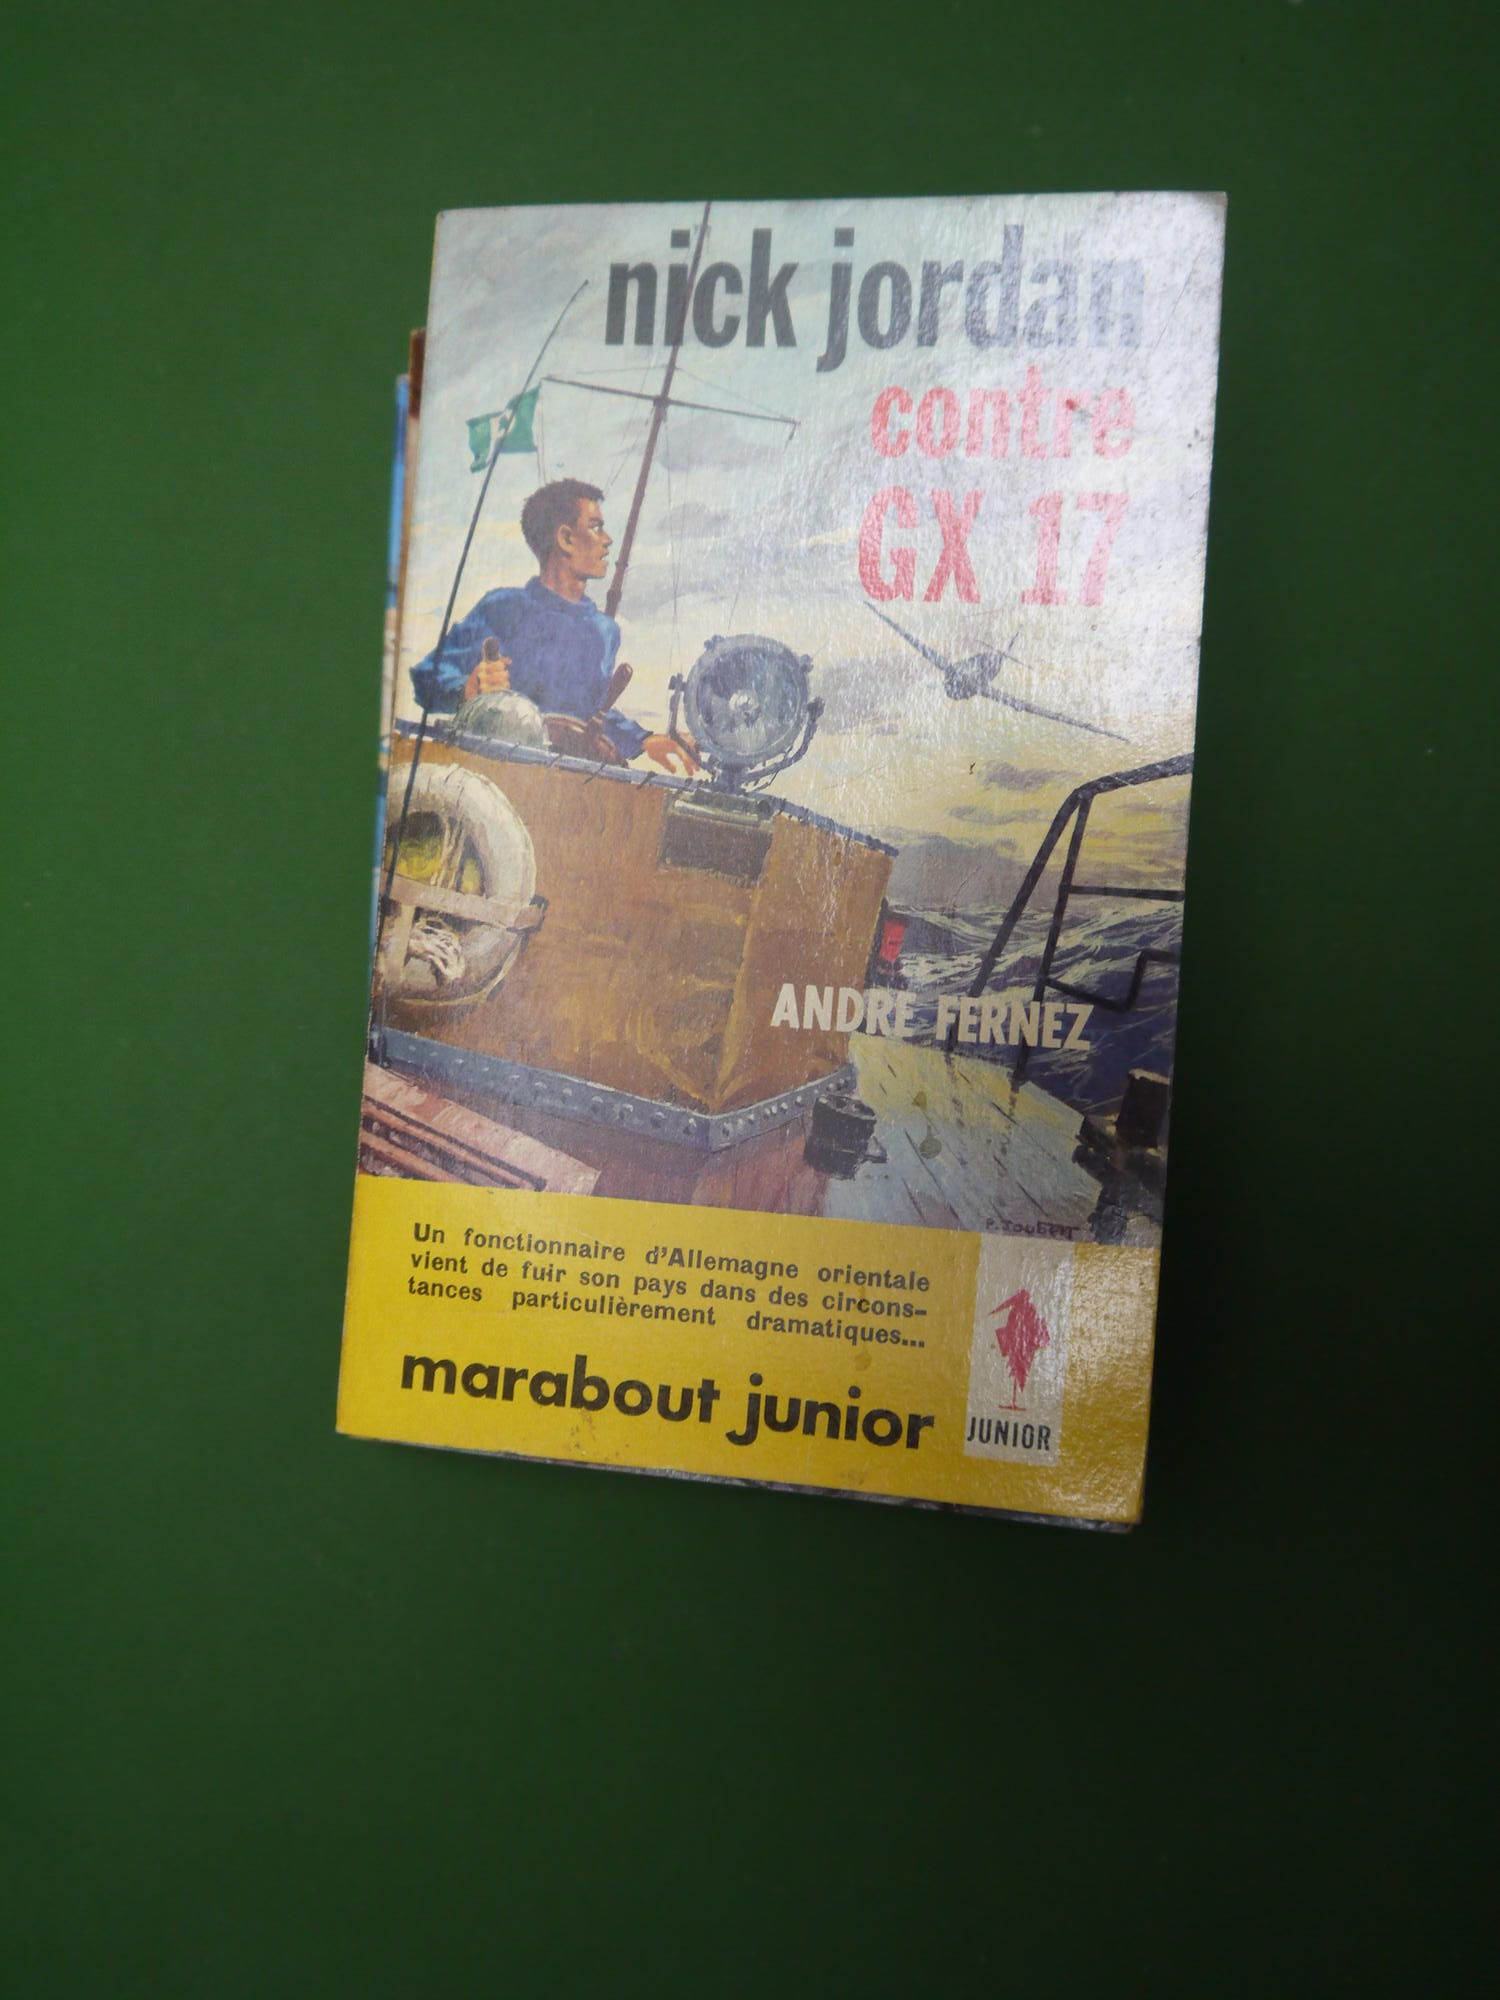 nick jordan
contre
GX 17
ANDRE FERNEZ
P. Joubert
Un fonctionnaire d'Allemagne orientale
vient de fuir son pays dans des circons-
tances particulièrement dramatiques...
marabout junior
JUNIOR